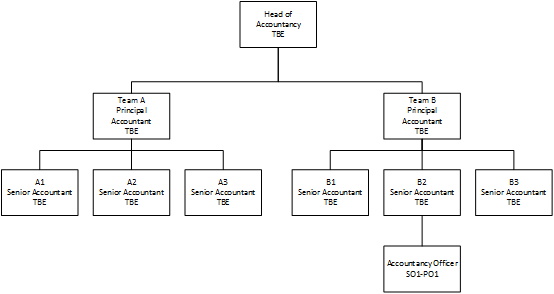 Head of
Accountancy
TBE
Team A
Principal
Accountant
TBE
Team B
Principal
Accountant
TBE
A1
Senior Accountant
TBE
A2
Senior Accountant
TBE
A3
Senior Accountant
TBE
B1
Senior Accountant
TBE
B2
Senior Accountant
TBE
B3
Senior Accountant
TBE
Accountancy Officer
SO1-PO1